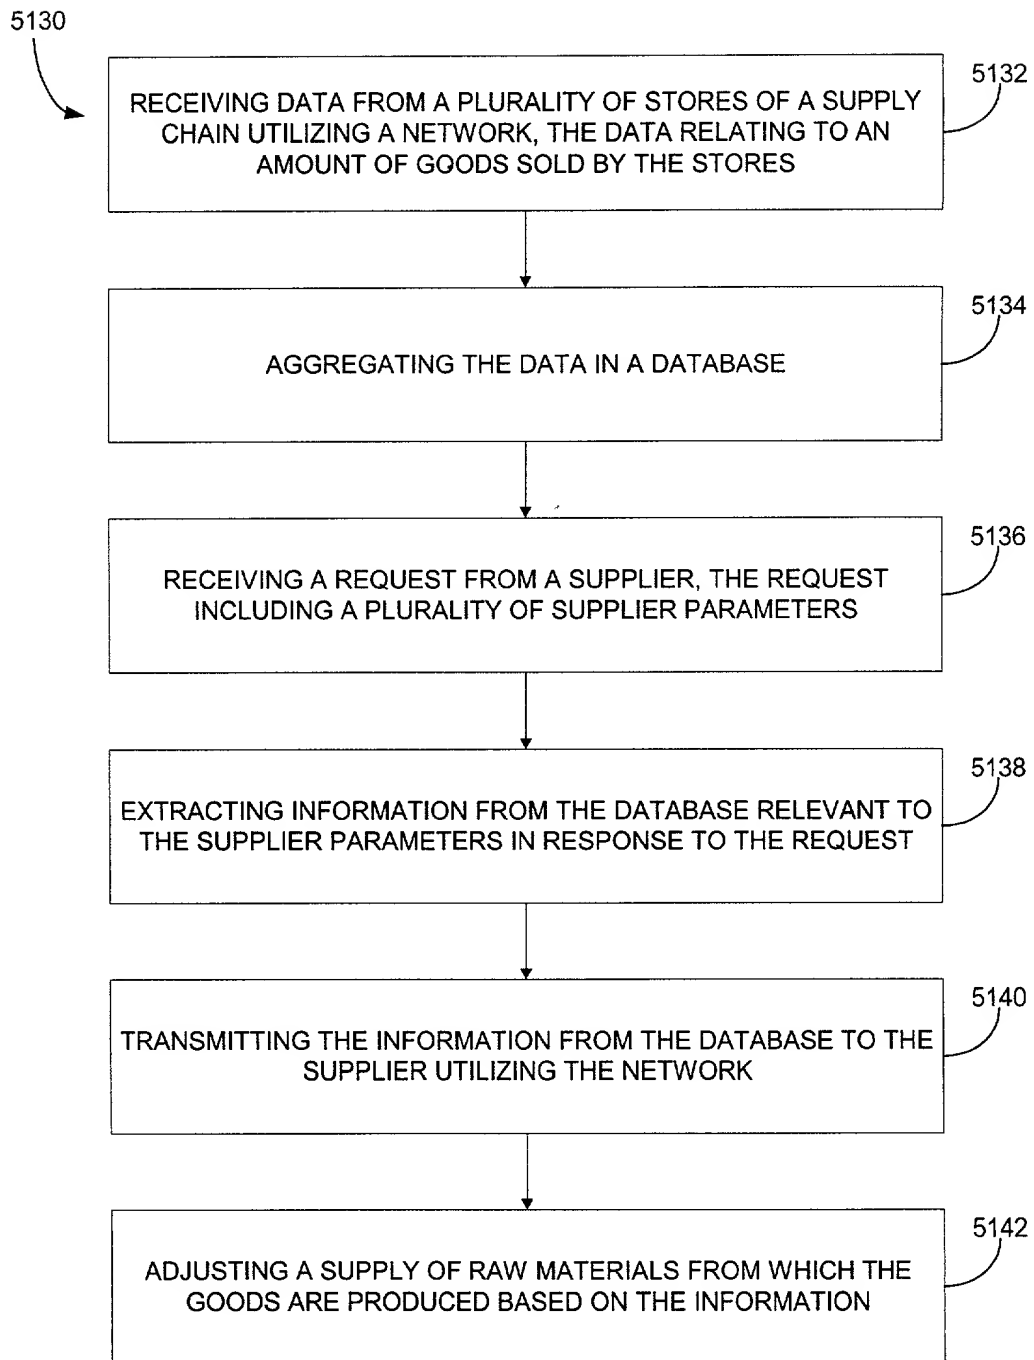 5130
5132
RECEIVING DATA FROM A PLURALITY OF STORES OF A SUPPLY
CHAIN UTILIZING A NETWORK, THE DATA RELATING TO AN
AMOUNT OF GOODS SOLD BY THE STORES
5134
AGGREGATING THE DATA IN A DATABASE
5136
RECEIVING A REQUEST FROM A SUPPLIER, THE REQUEST
INCLUDING A PLURALITY OF SUPPLIER PARAMETERS
5138
EXTRACTING INFORMATION FROM THE DATABASE RELEVANT TO
THE SUPPLIER PARAMETERS IN RESPONSE TO THE REQUEST
5140
TRANSMITTING THE INFORMATION FROM THE DATABASE TO THE
SUPPLIER UTILIZING THE NETWORK
5142
ADJUSTING A SUPPLY OF RAW MATERIALS FROM WHICH THE
GOODS ARE PRODUCED BASED ON THE INFORMATION